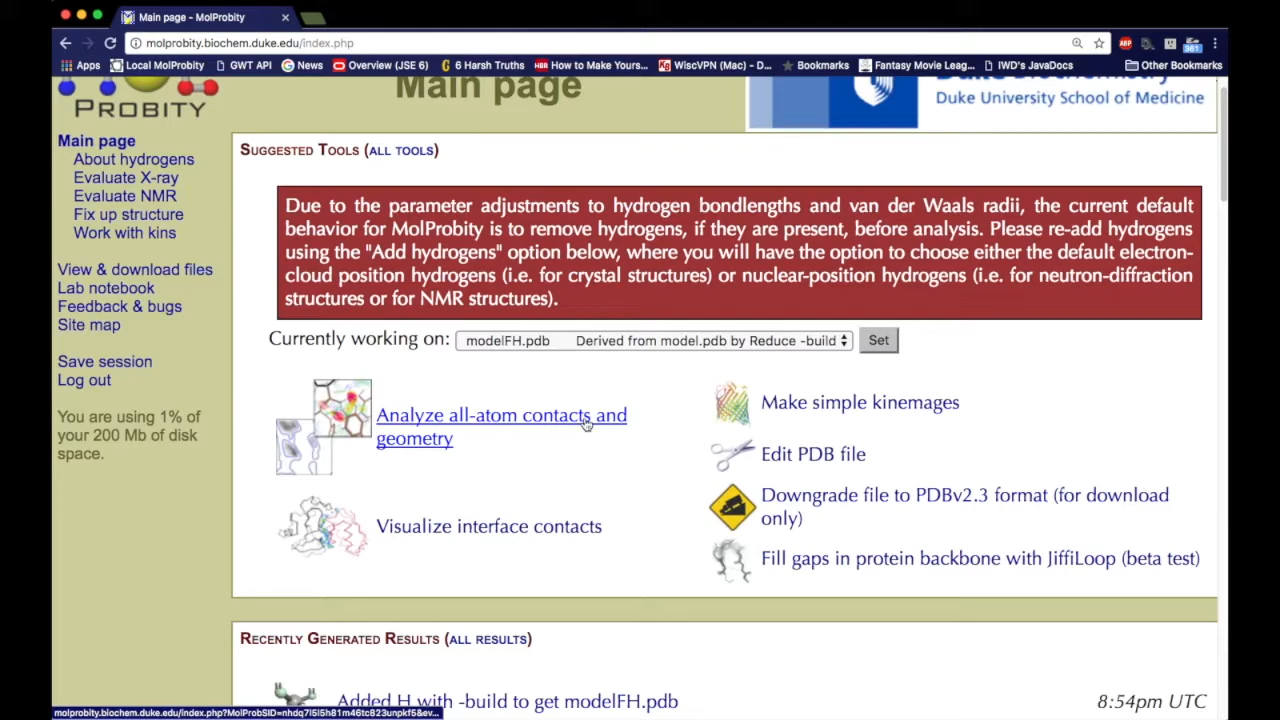 Main page - MolProbity
molprobity.biochem.duke.edu/index.php
ABP
361
Apps Local MolProbity GWT API News Overview (JSE 6) 6 Harsh Truths HBR How to Make Yours... Kg WiscVPN (Mac) - D... Bookmarks Fantasy Movie Leag... IWD's JavaDocs Other Bookmarks
PROBITY
Main page
Duke Biochemistry
Duke University School of Medicine
Main page
About hydrogens
Evaluate X-ray
Evaluate NMR
Fix up structure
Work with kins
View & download files
Lab notebook
Feedback & bugs
Site map
Save session
Log out
You are using 1% of
your 200 Mb of disk
space.
SUGGESTED TOOLS (ALL TOOLS)
Due to the parameter adjustments to hydrogen bondlengths and van der Waals radii, the current default
behavior for MolProbity is to remove hydrogens, if they are present, before analysis. Please re-add hydrogens
using the "Add hydrogens" option below, where you will have the option to choose either the default electron-
cloud position hydrogens (i.e. for crystal structures) or nuclear-position hydrogens (i.e. for neutron-diffraction
structures or for NMR structures).
Currently working on: modelFH.pdb Derived from model.pdb by Reduce -build Set
Analyze all-atom contacts and
geometry
Visualize interface contacts
Make simple kinemages
Edit PDB file
Downgrade file to PDBv2.3 format (for download
only)
Fill gaps in protein backbone with JiffiLoop (beta test)
RECENTLY GENERATED RESULTS (ALL RESULTS)
Added H with -build to get modelFH.pdb 8:54pm UTC